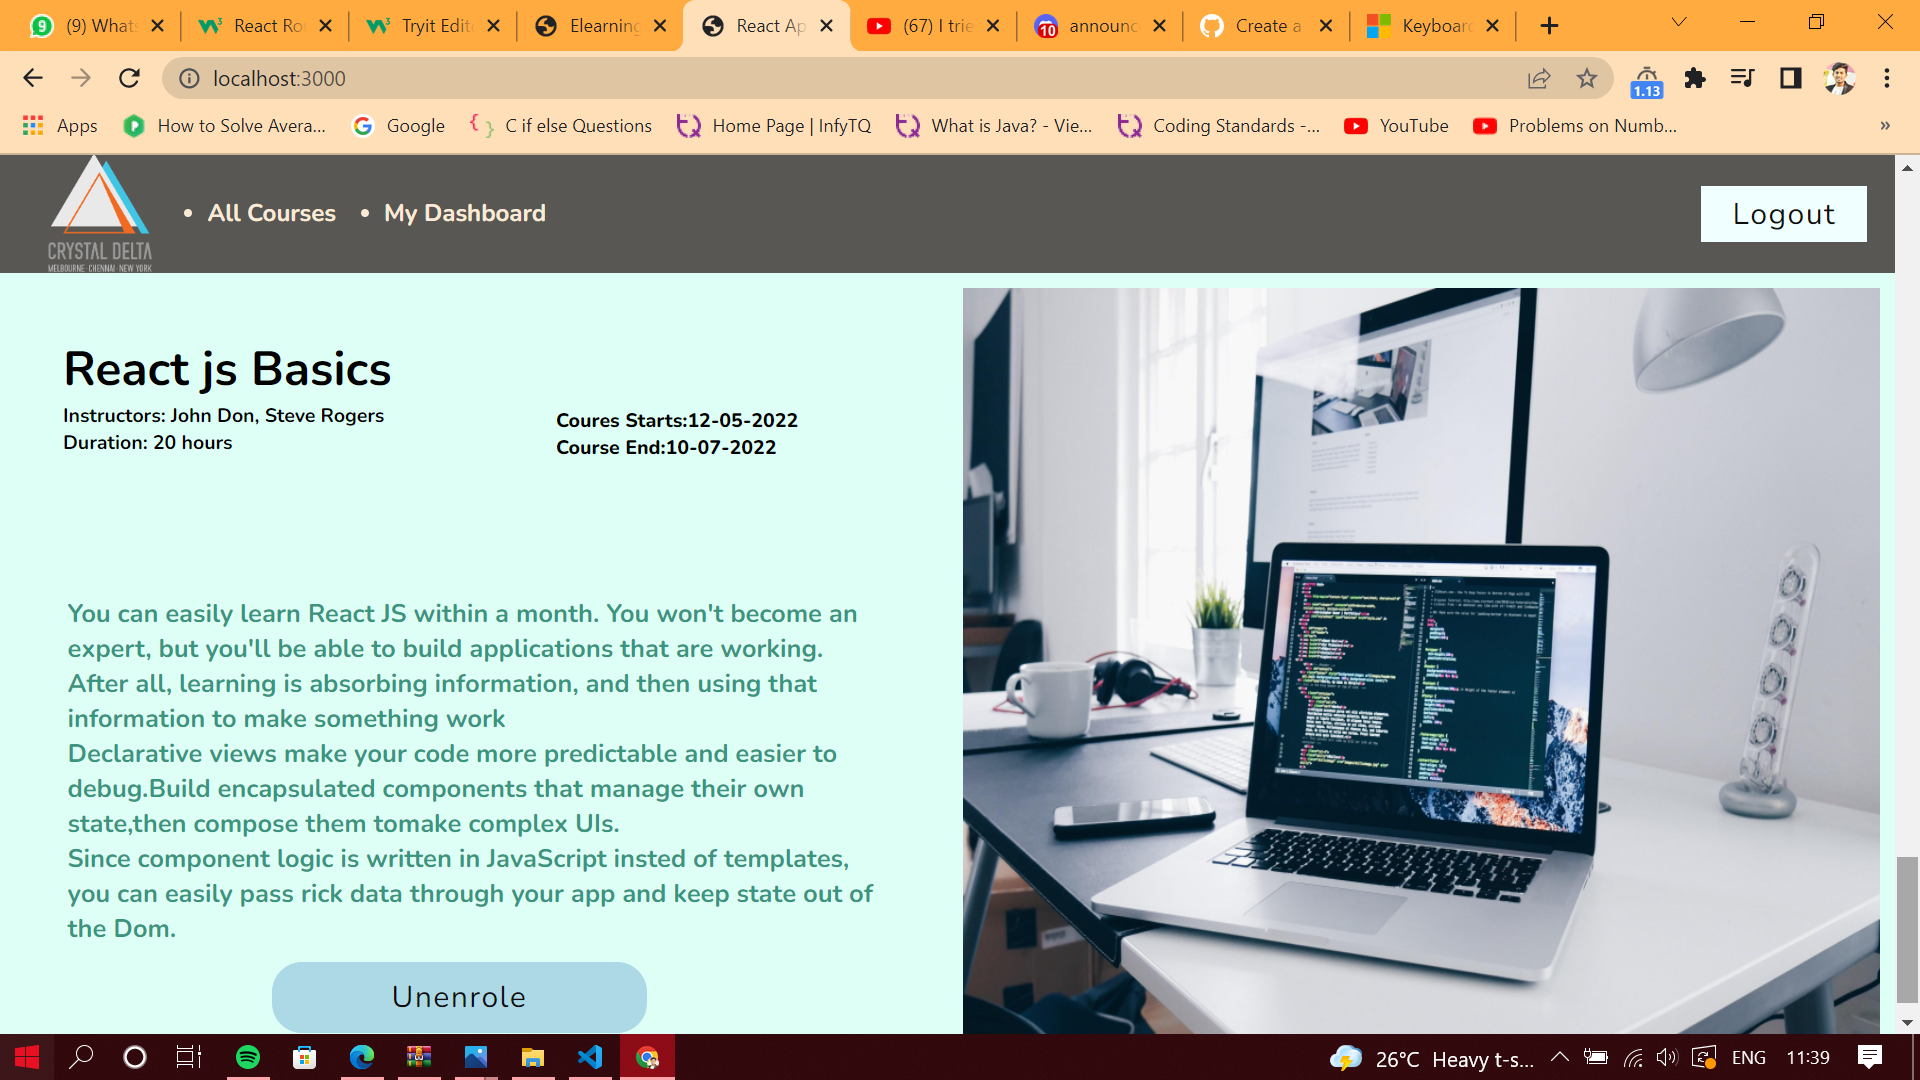 (9) Whats
React Ro
Tryit Edit
Elearning
React Ap
(67) I trie
10
announc
Create a
Keyboard
localhost:3000
1.13
Apps
How to Solve Avera...
Google
C if else Questions
Home Page | InfyTQ
What is Java? - Vie...
Coding Standards -...
YouTube
Problems on Numb...
»
CRYSTAL DELTA
MELBOURNE·CHENNAI·NEW YORK
• All Courses
• My Dashboard
Logout
React js Basics
Instructors: John Don, Steve Rogers
Duration: 20 hours
Coures Starts:12-05-2022
Course End:10-07-2022
You can easily learn React JS within a month. You won't become an
expert, but you'll be able to build applications that are working.
After all, learning is absorbing information, and then using that
information to make something work
Declarative views make your code more predictable and easier to
debug.Build encapsulated components that manage their own
state,then compose them tomake complex UIs.
Since component logic is written in JavaScript insted of templates,
you can easily pass rick data through your app and keep state out of
the Dom.
Unenrole
26°C Heavy t-s...
ENG
11:39